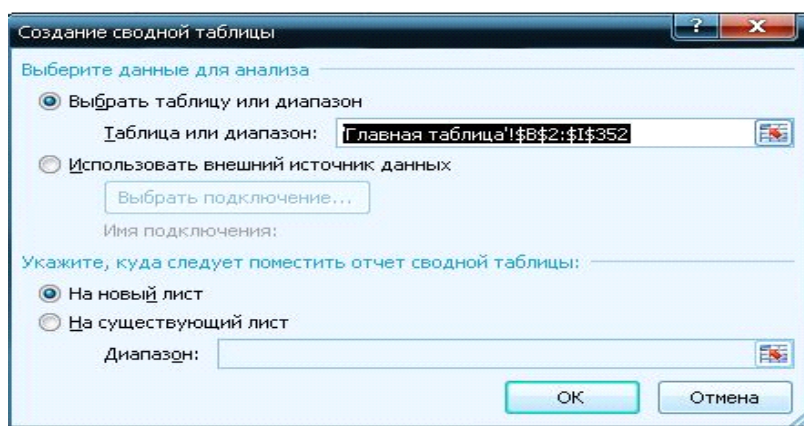 Создание сводной таблицы
?
Выберите данные для анализа
Выбрать таблицу или диапазон
Таблица или диапазон: 'Главная таблица'!$B$2:$I$352
Использовать внешний источник данных
Выбрать подключение...
Имя подключения:
Укажите, куда следует поместить отчет сводной таблицы:
На новый лист
На существующий лист
Диапазон:
ОК Отмена